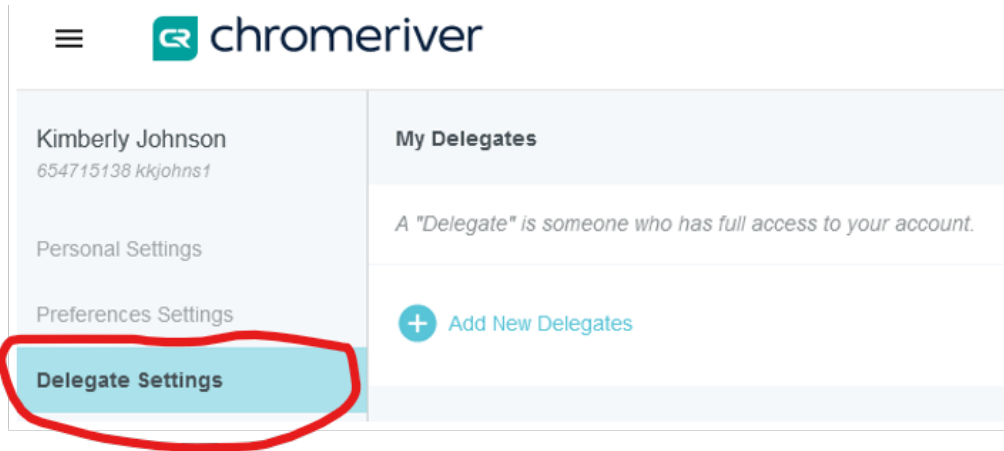 CR chromeriver
Kimberly Johnson
654715138 kkjohns1
Personal Settings
Preferences Settings
Delegate Settings
My Delegates
A "Delegate" is someone who has full access to your account.
Add New Delegates